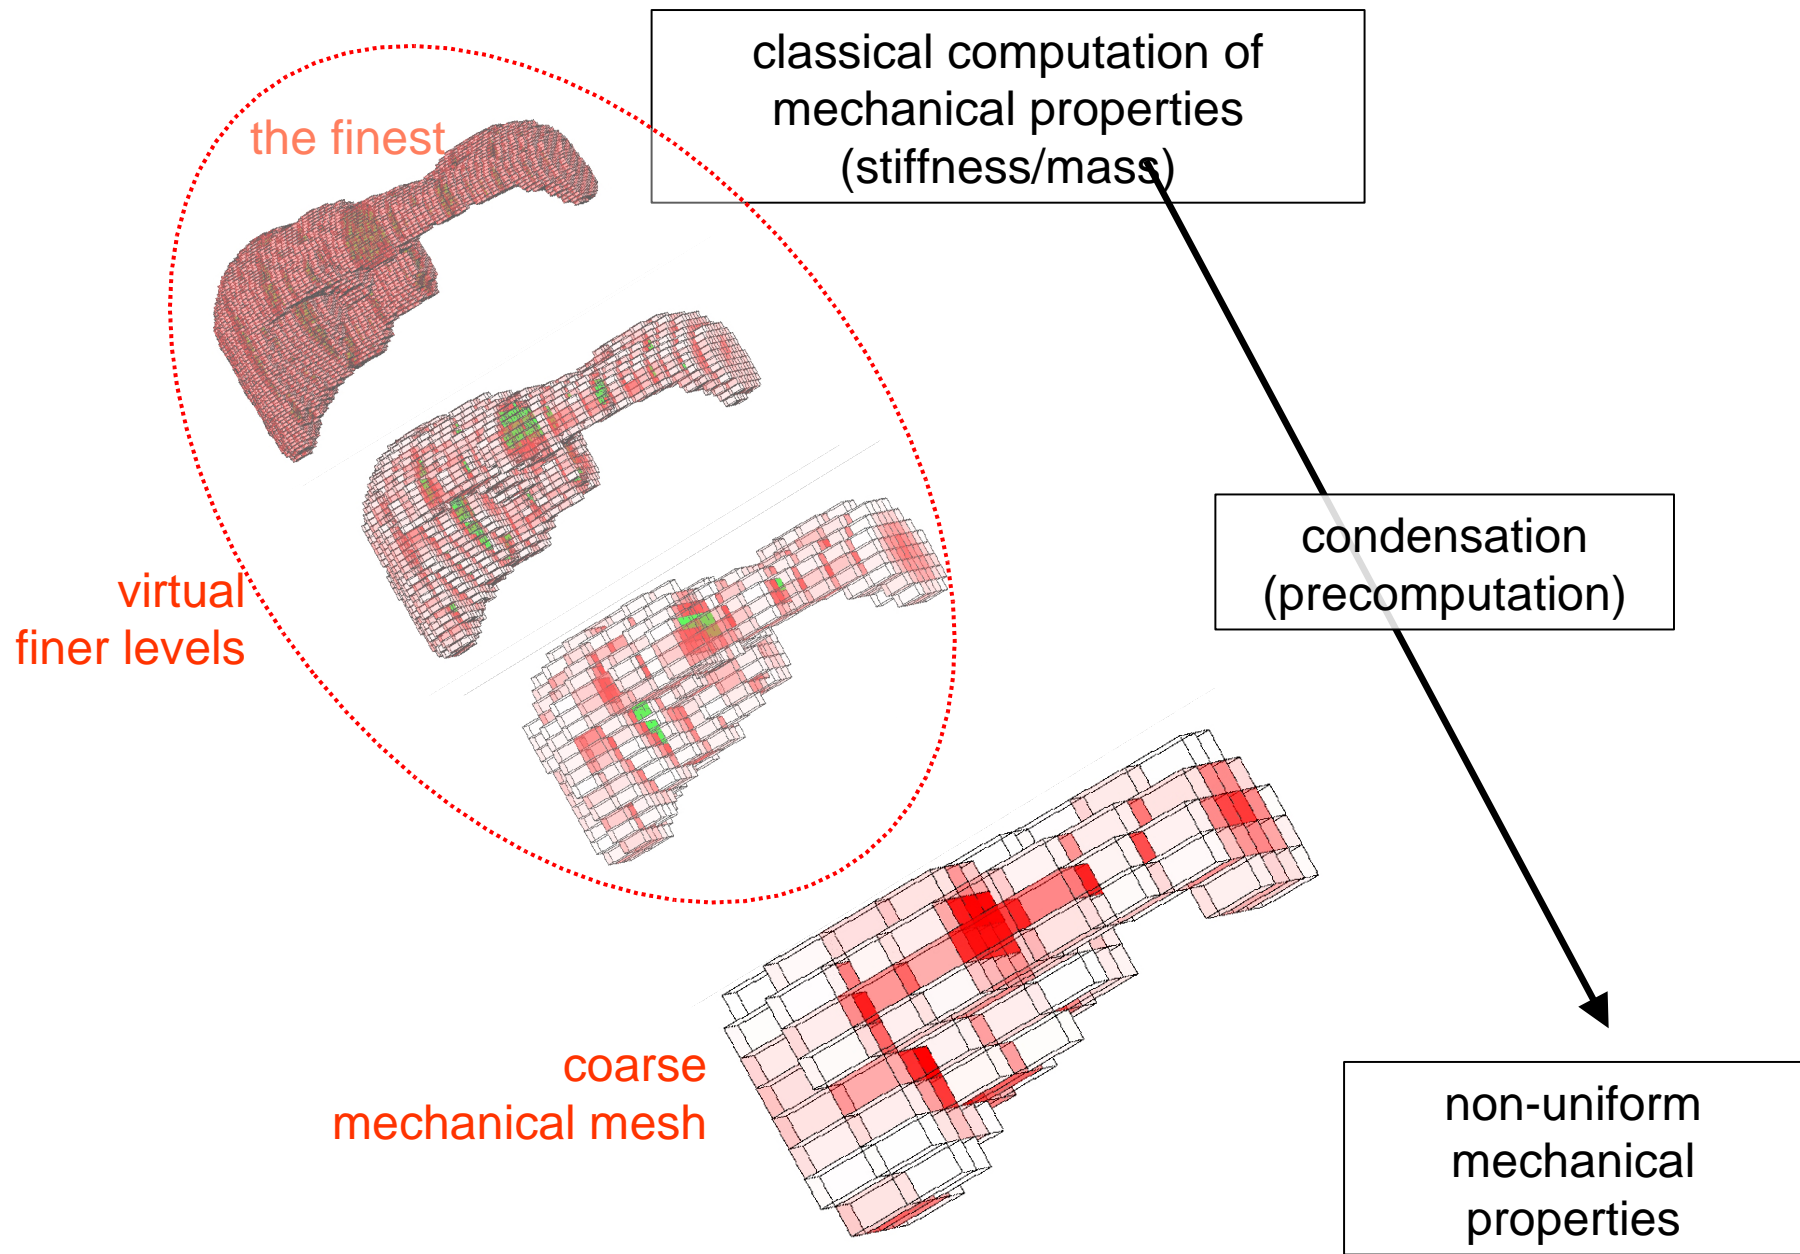 classical computation of
mechanical properties
(stiffness/mass)
the finest
condensation
(precomputation)
virtual
finer levels
coarse
mechanical mesh
non-uniform
mechanical
properties